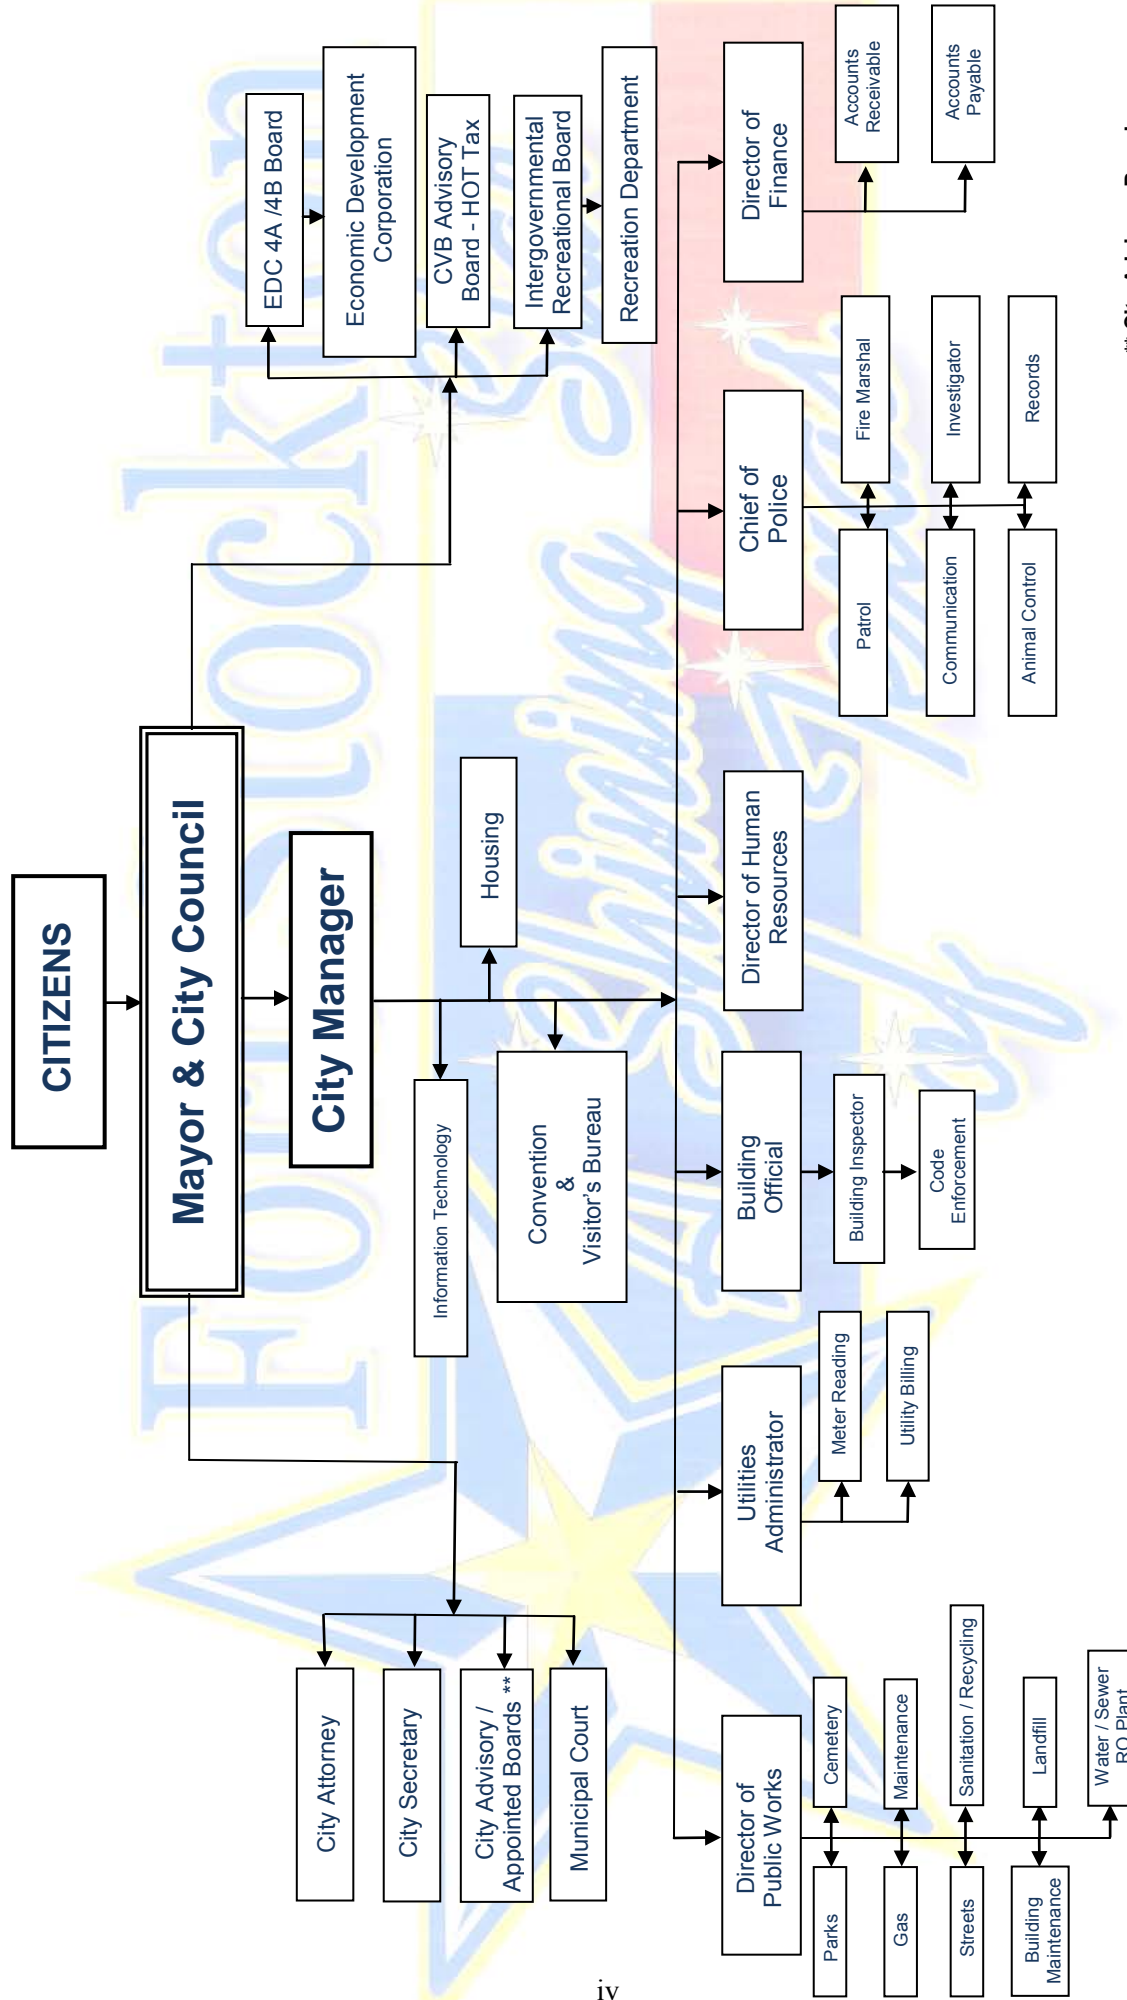 CITIZENS
Mayor & City Council
City Manager
City Attorney
City Secretary
City Advisory /
Appointed Boards **
Municipal Court
EDC 4A /4B Board
Economic Development
Corporation
CVB Advisory
Board - HOT Tax
Intergovernmental
Recreational Board
Recreation Department
Information Technology
Housing
Convention
&
Visitor's Bureau
Director of
Public Works
Parks
Cemetery
Gas
Maintenance
Streets
Sanitation / Recycling
Building
Maintenance
Landfill
Water / Sewer
RO Plant
Utilities
Administrator
Meter Reading
Utility Billing
Building
Official
Building Inspector
Code
Enforcement
Director of Human
Resources
Chief of
Police
Patrol
Fire Marshal
Communication
Investigator
Animal Control
Records
Director of
Finance
Accounts
Receivable
Accounts
Payable
Fort Stockton
iv